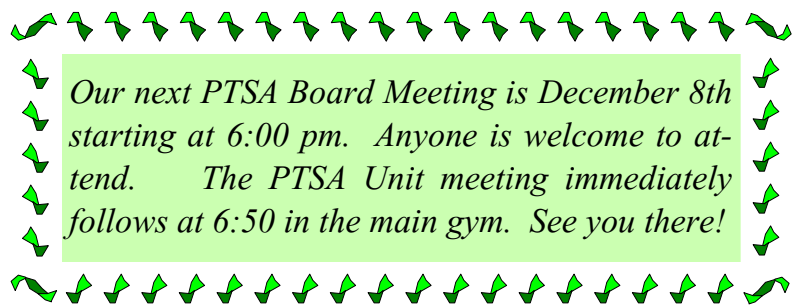 Our next PTSA Board Meeting is December 8th
starting at 6:00 pm.  Anyone is welcome to at-
tend.   The PTSA Unit meeting immediately
follows at 6:50 in the main gym.  See you there!